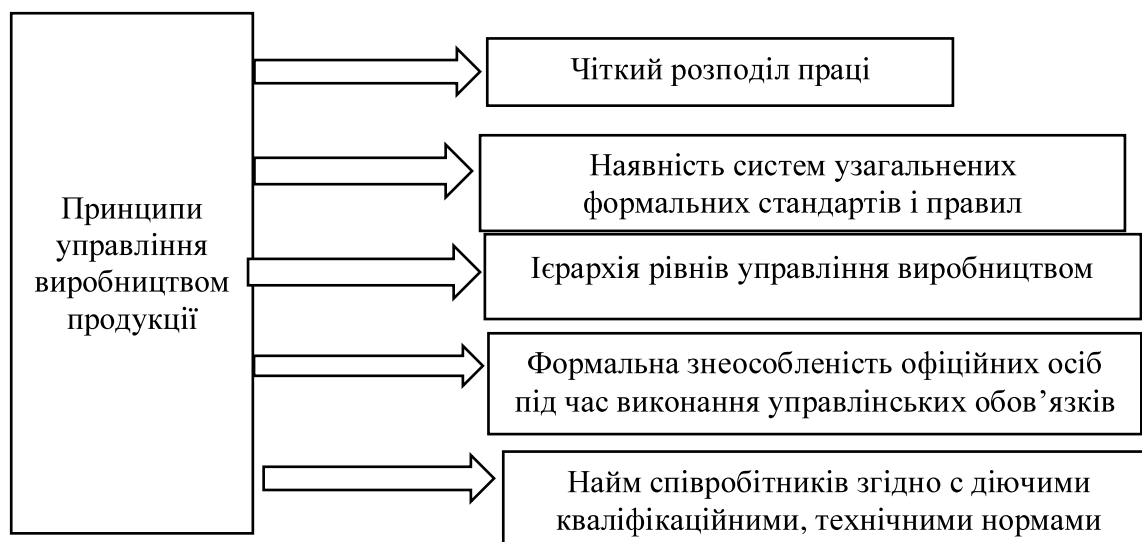 Принципи
управління
виробництвом
продукції
Чіткий розподіл праці
Наявність систем узагальнених
формальних стандартів і правил
Ієрархія рівнів управління виробництвом
Формальна знеособленість офіційних осіб
під час виконання управлінських обов’язків
Найм співробітників згідно с діючими
кваліфікаційними, технічними нормами